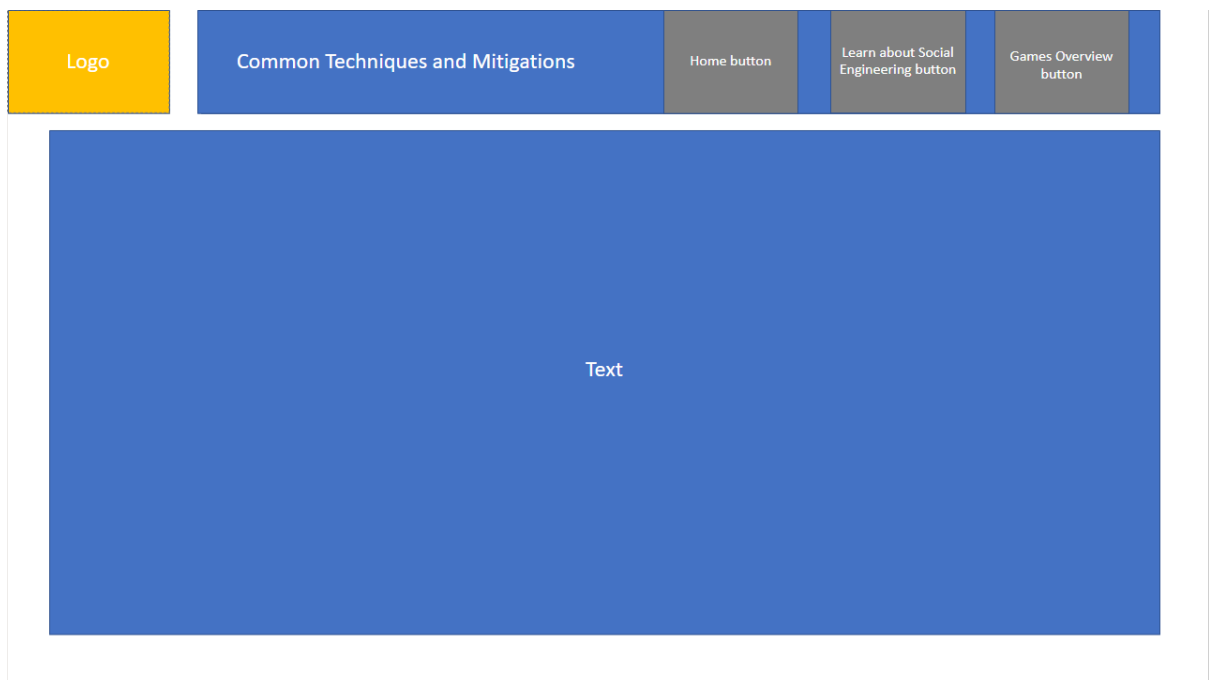 Logo
Common Techniques and Mitigations
Home button
Learn about Social
Engineering button
Games Overview
button
Text